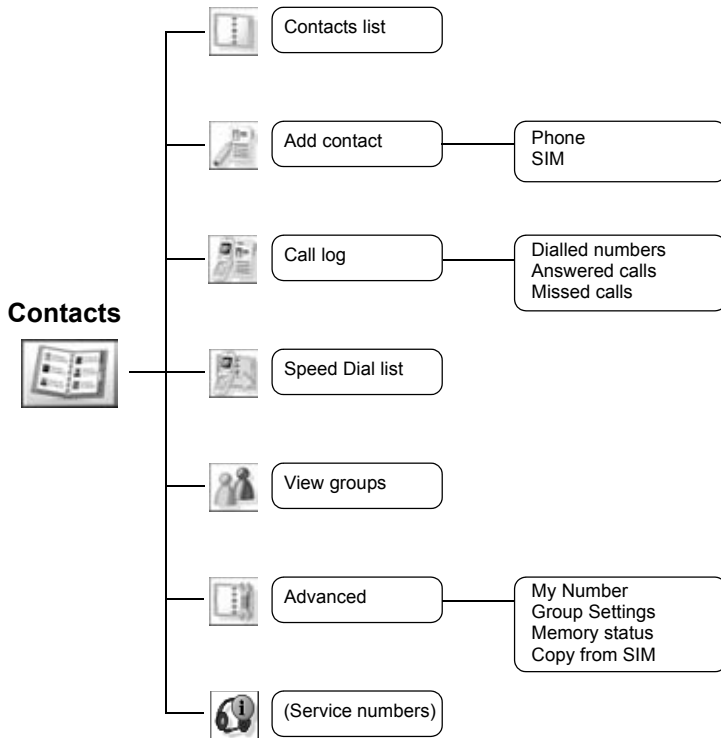 Contacts list
Add contact
Phone
SIM
Call log
Dialled numbers
Answered calls
Missed calls
Contacts
Speed Dial list
View groups
Advanced
My Number
Group Settings
Memory status
Copy from SIM
(Service numbers)